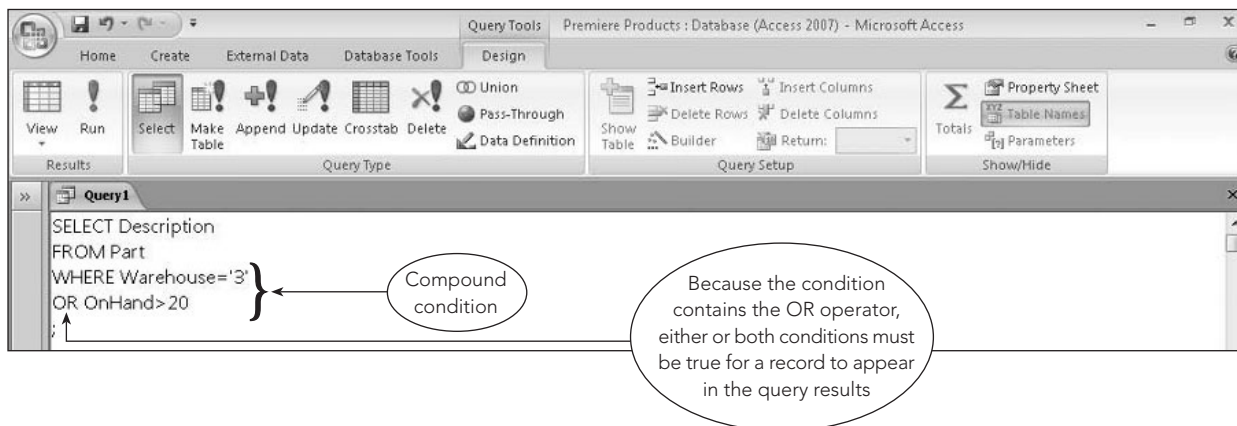 Query Tools
Premiere Products : Database (Access 2007) - Microsoft Access
Home Create External Data Database Tools Design
View
Run
Select
Make Table
Append
Update
Crosstab
Delete
Union
Pass-Through
Data Definition
Show Table
Insert Rows
Delete Rows
Builder
Insert Columns
Delete Columns
Return:
Totals
Property Sheet
Table Names
Parameters
Results
Query Type
Query Setup
Show/Hide
Query1
SELECT Description
FROM Part
WHERE Warehouse='3'
OR OnHand>20
;
Compound
condition
Because the condition
contains the OR operator,
either or both conditions must
be true for a record to appear
in the query results